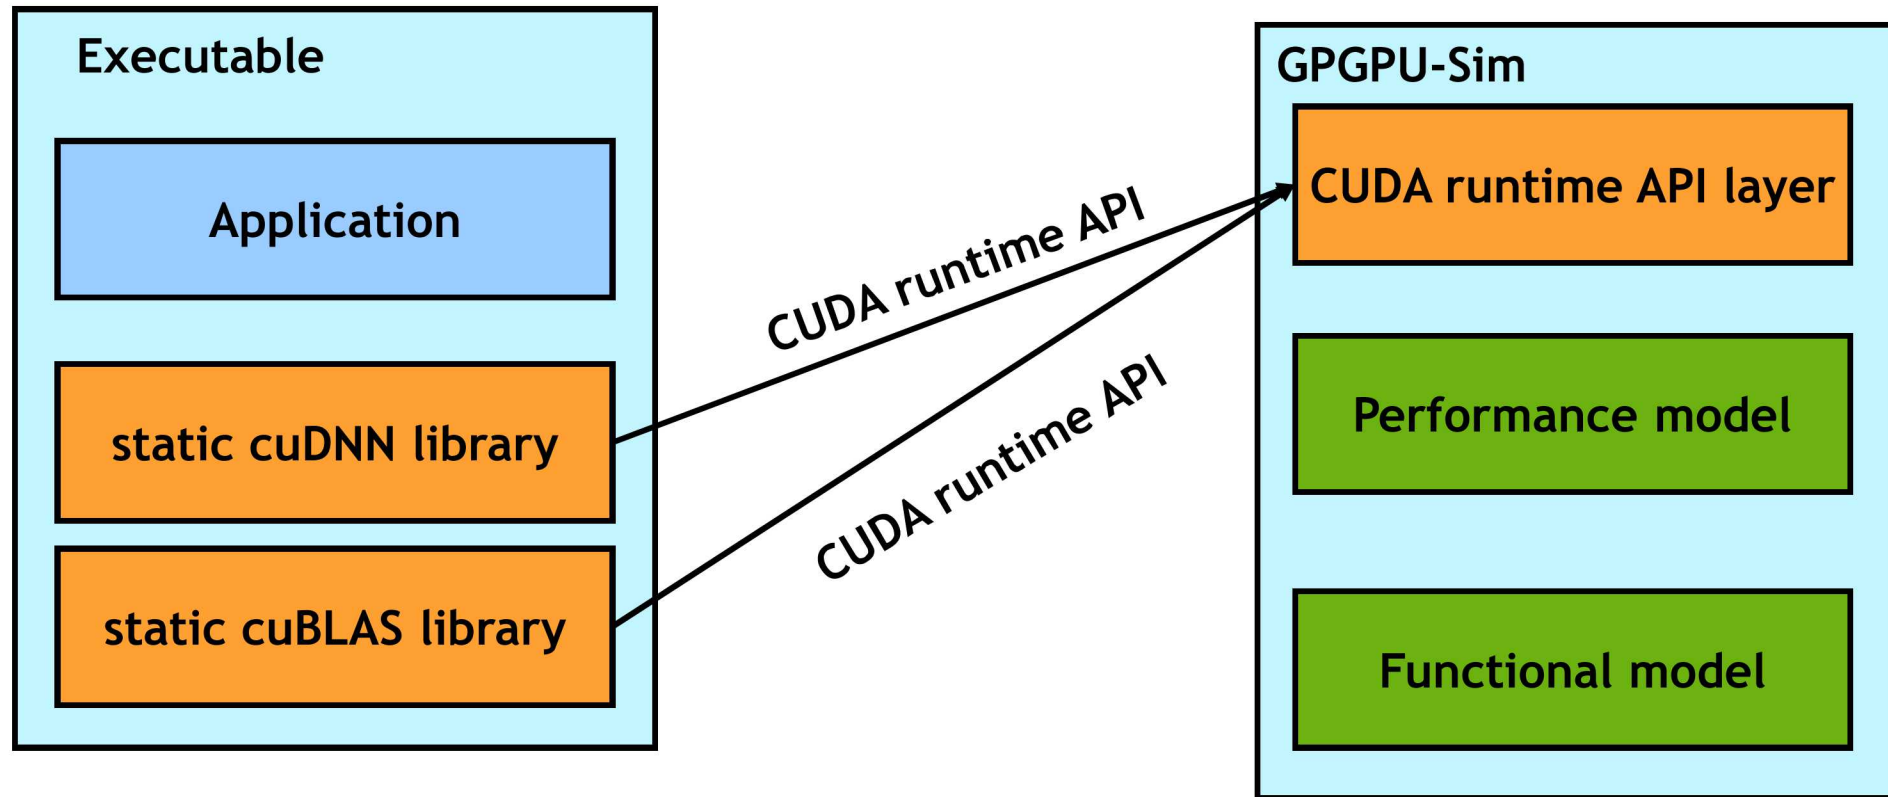 Executable
Application
static cuDNN library
static cuBLAS library
CUDA runtime API
CUDA runtime API
GPGPU-Sim
CUDA runtime API layer
Performance model
Functional model